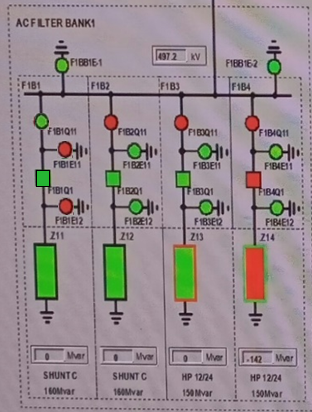 AC FILTER BANK1
F1BB1E-1
497.2 kV
F1BB1E-2
F1B1 F1B2 F1B3 F1B4
F1B1Q11 F1B2Q11 F1B3Q11 F1B4Q11
F1B1E11 F1B2E11 F1B3E11 F1B4E11
F1B1Q1 F1B2Q1 F1B3Q1 F1B4Q1
F1B1E12 F1B2E12 F1B3E12 F1B4E12
Z11 Z12 Z13 Z14
0 Mvar 0 Mvar 0 Mvar -142 Mvar
SHUNT C SHUNT C HP 12/24 HP 12/24
160Mvar 160Mvar 150Mvar 150Mvar